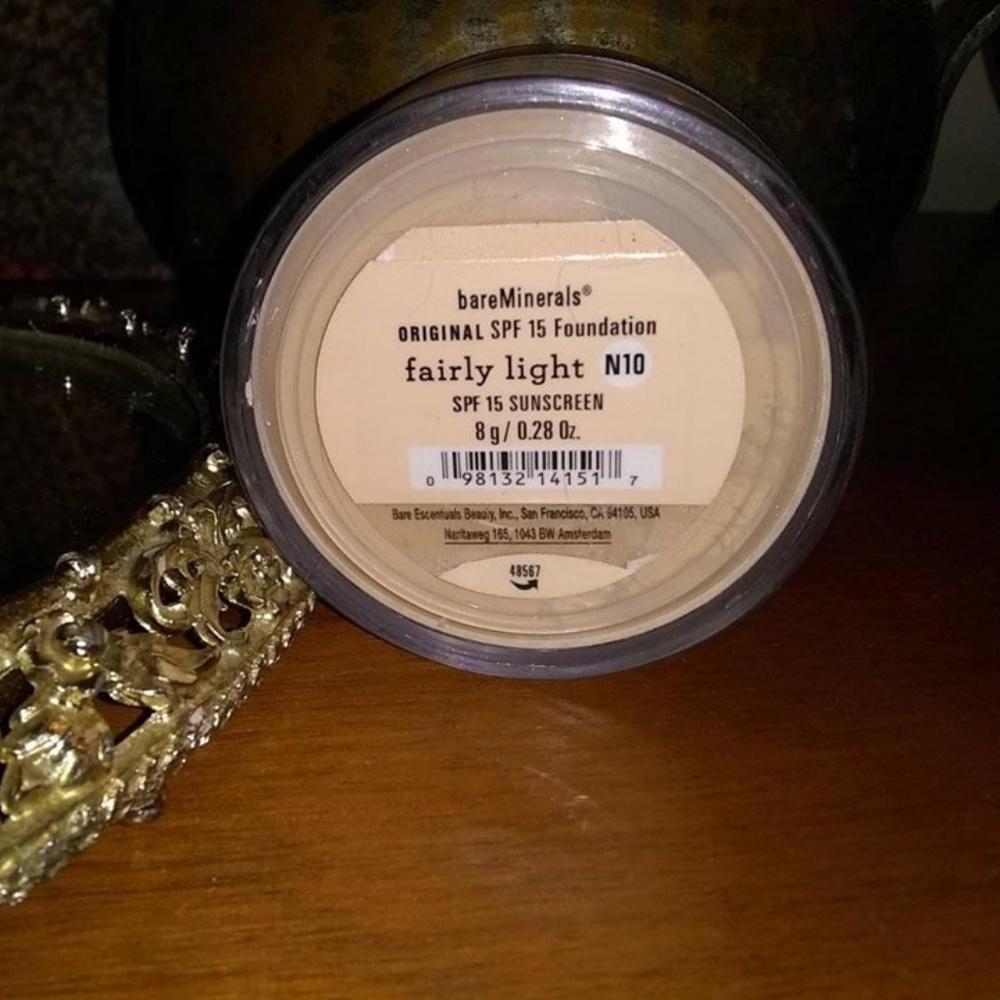 bareMinerals®
ORIGINAL SPF 15 Foundation
fairly light N10
SPF 15 SUNSCREEN
8 g / 0.28 Oz.
0 98132 14151 7
Bare Escentuals Beauty, Inc., San Francisco, CA 94105, USA
Naritaweg 165, 1043 BW Amsterdam
48567